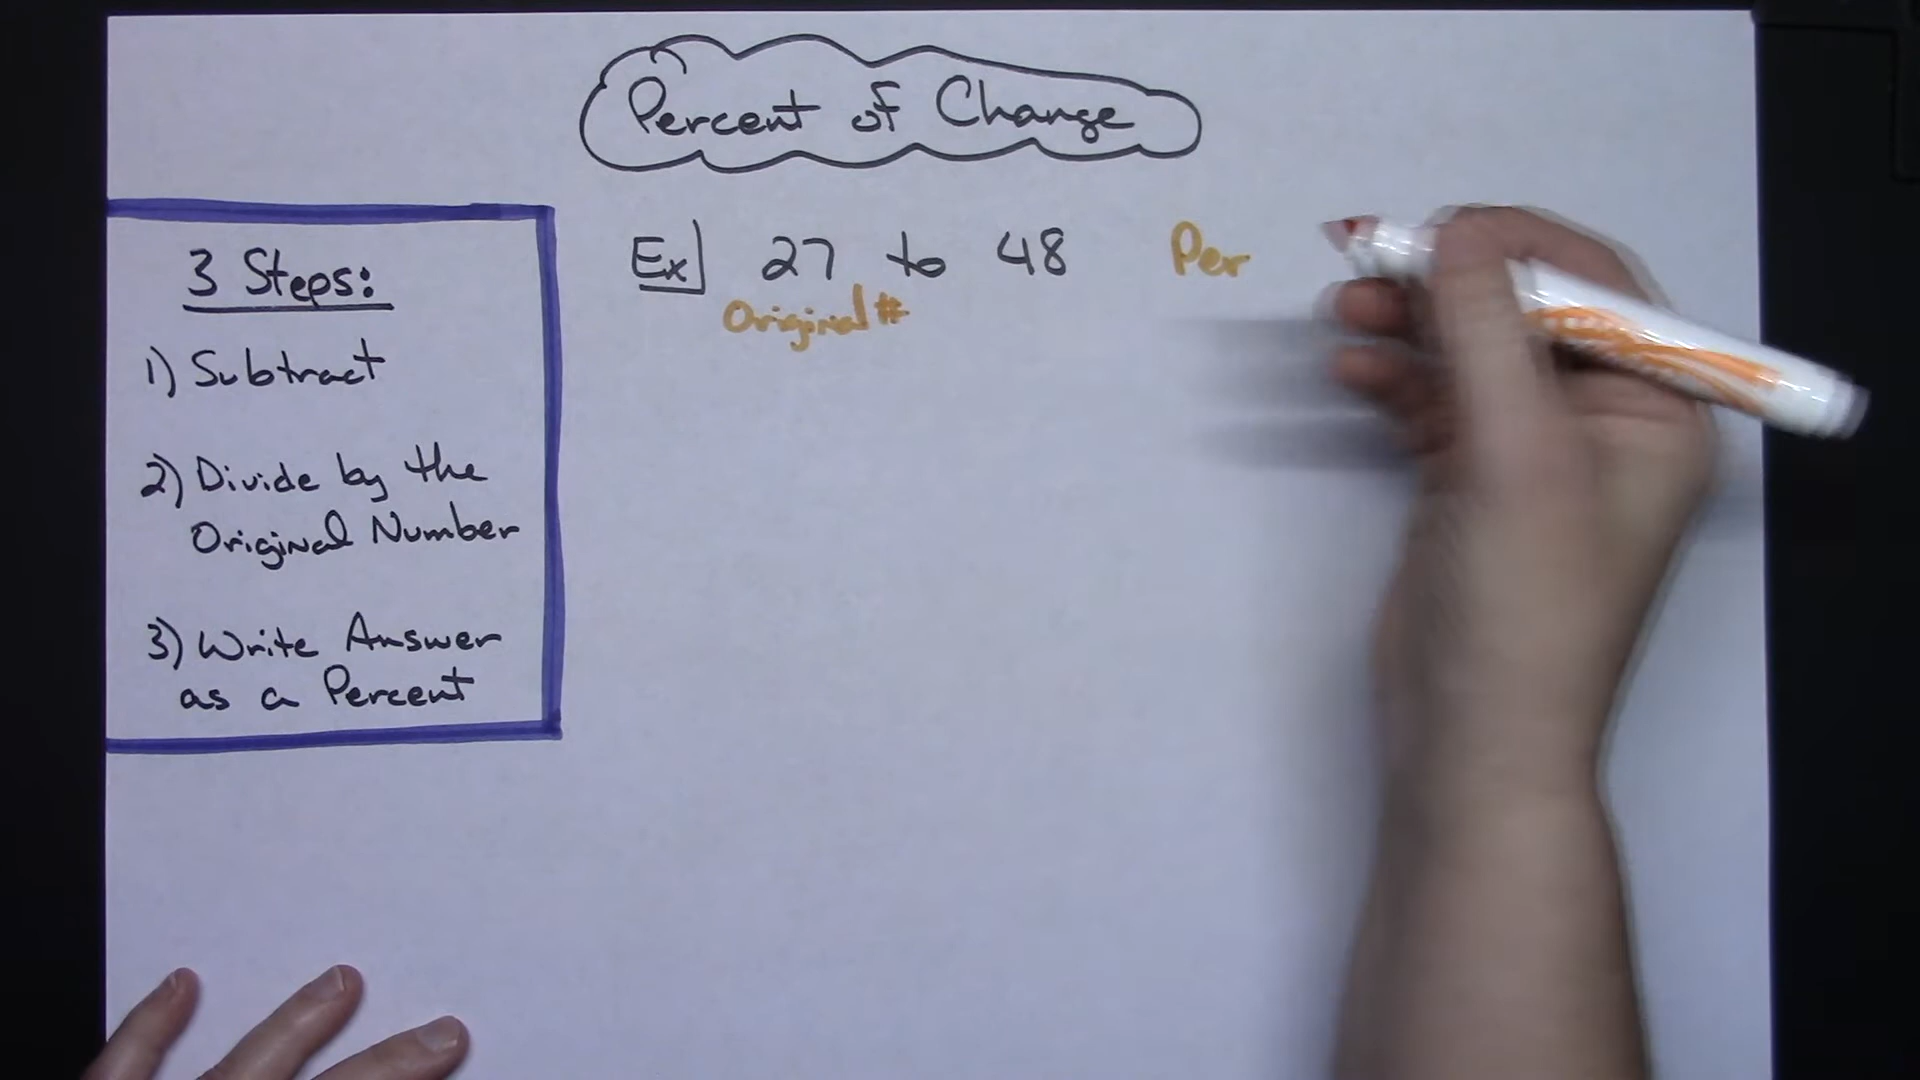 Percent of Change
3 Steps:
1) Subtract
2) Divide by the
Original Number
3) Write Answer
as a Percent
Ex] 27 to 48 Per
Original #